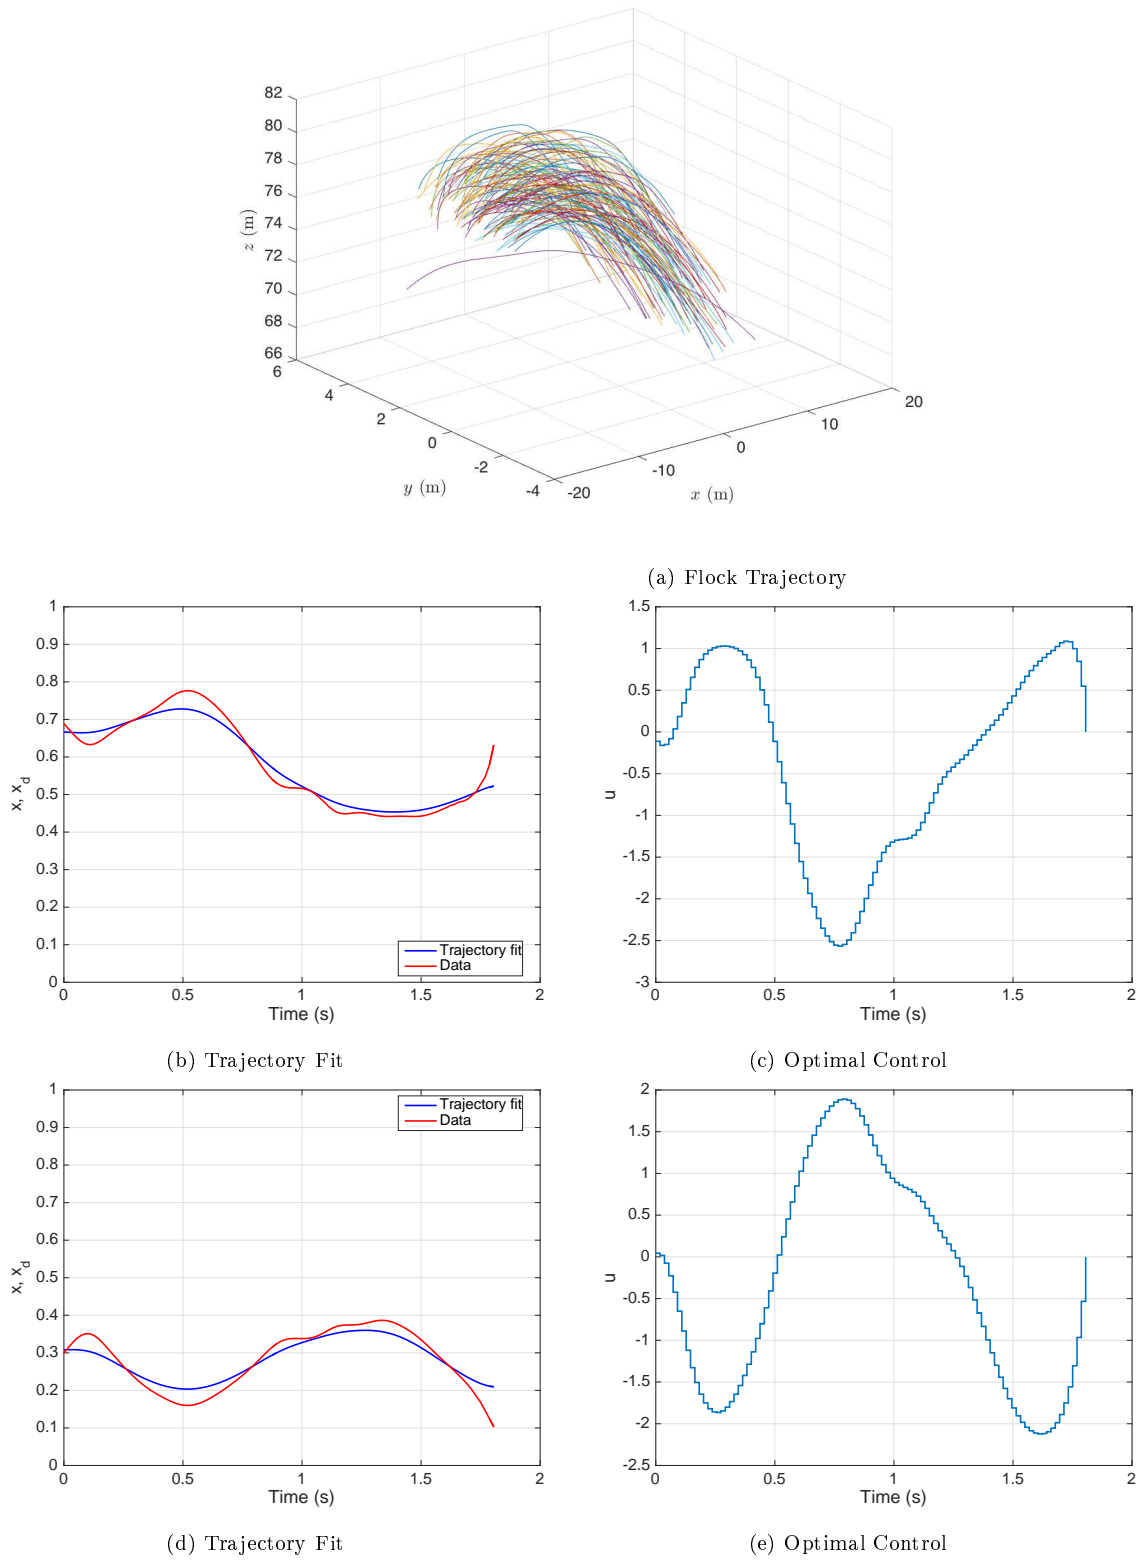 82
80
78
76
74
72
70
68
66
z (m)
6
4
2
0
-2
-4
y (m)
-20
-10
0
10
20
x (m)
(a) Flock Trajectory
1
0.9
0.8
0.7
0.6
0.5
0.4
0.3
0.2
0.1
0
x, x_d
Trajectory fit
Data
0 0.5 1 1.5 2
Time (s)
(b) Trajectory Fit
1.5
1
0.5
0
-0.5
-1
-1.5
-2
-2.5
-3
u
0 0.5 1 1.5 2
Time (s)
(c) Optimal Control
1
0.9
0.8
0.7
0.6
0.5
0.4
0.3
0.2
0.1
0
x, x_d
Trajectory fit
Data
0 0.5 1 1.5 2
Time (s)
(d) Trajectory Fit
2
1.5
1
0.5
0
-0.5
-1
-1.5
-2
-2.5
u
0 0.5 1 1.5 2
Time (s)
(e) Optimal Control